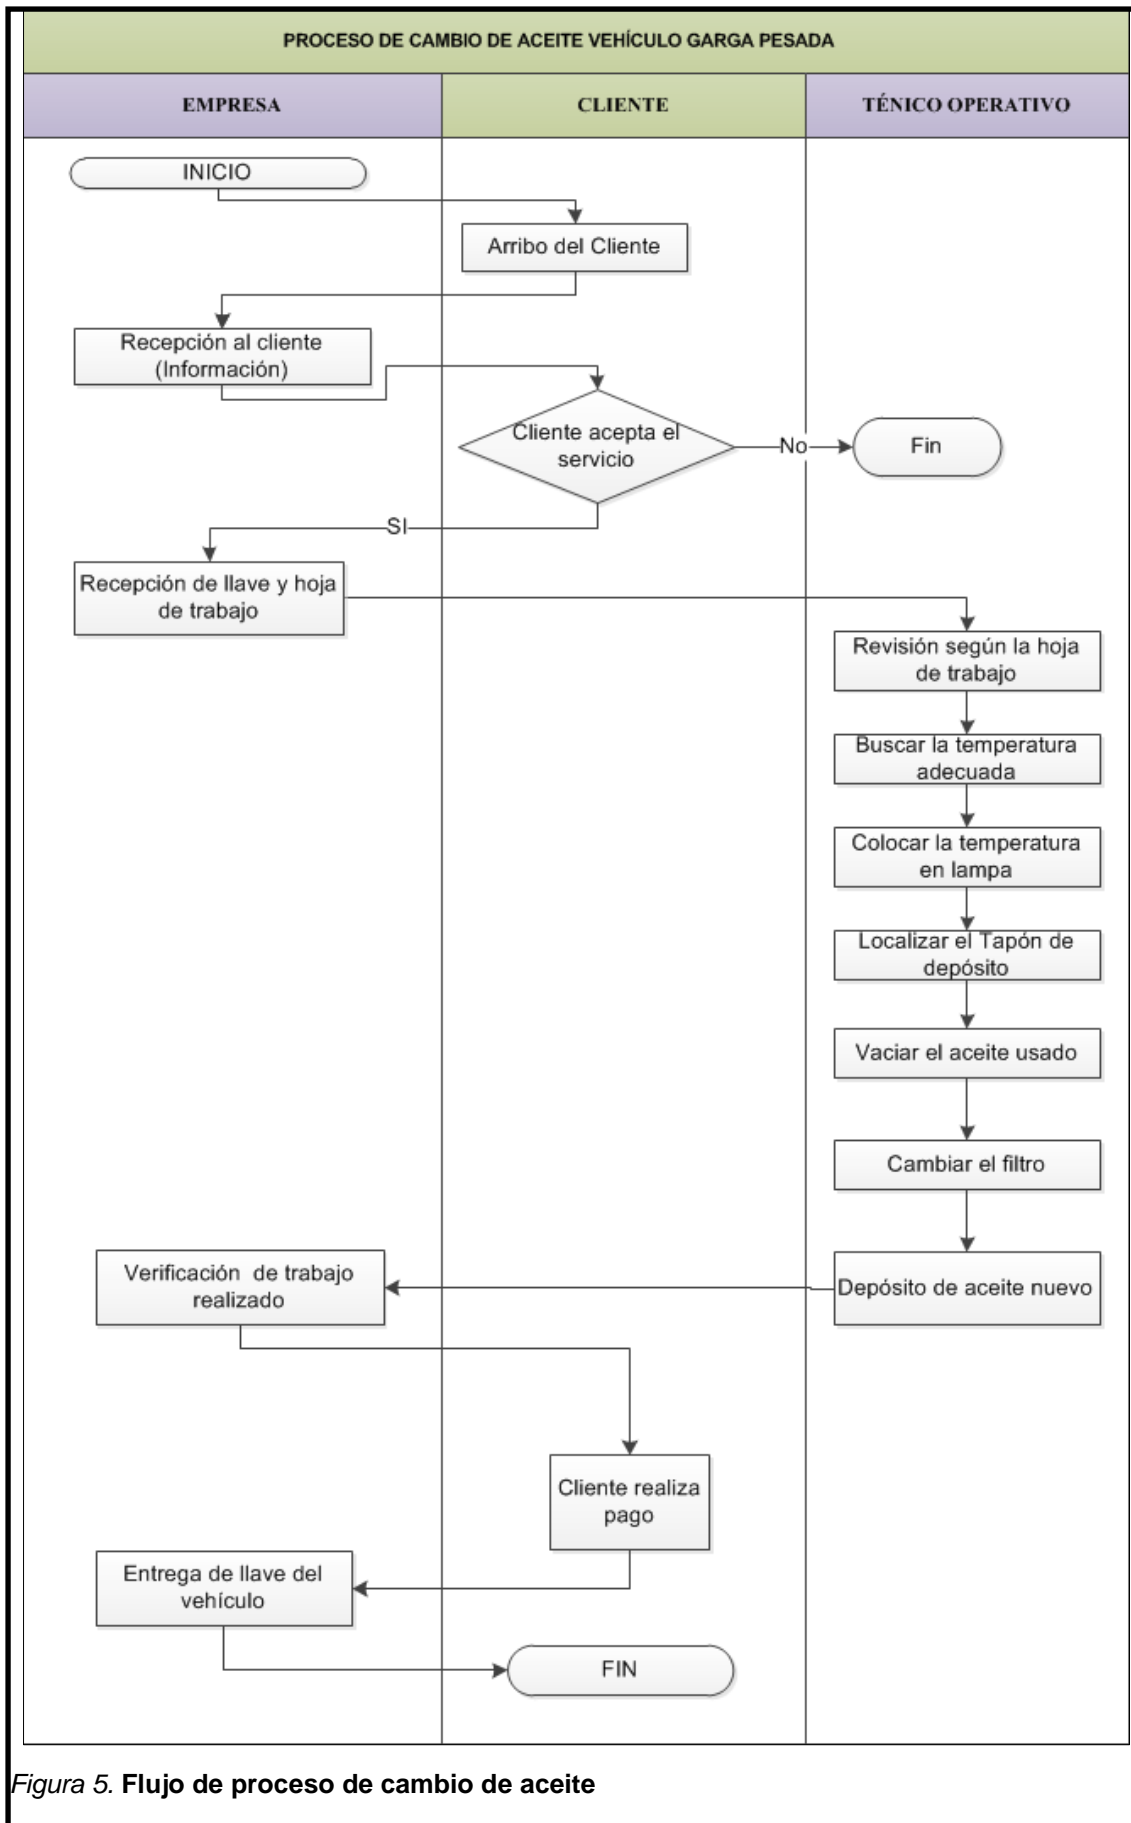 PROCESO DE CAMBIO DE ACEITE VEHÍCULO GARGA PESADA
EMPRESA
CLIENTE
TÉNICO OPERATIVO
INICIO
Arribo del Cliente
Recepción al cliente
(Información)
Cliente acepta el
servicio
No
Fin
SI
Recepción de llave y hoja
de trabajo
Revisión según la hoja
de trabajo
Buscar la temperatura
adecuada
Colocar la temperatura
en lampa
Localizar el Tapón de
depósito
Vaciar el aceite usado
Cambiar el filtro
Depósito de aceite nuevo
Verificación de trabajo
realizado
Cliente realiza
pago
Entrega de llave del
vehículo
FIN
Figura 5. Flujo de proceso de cambio de aceite